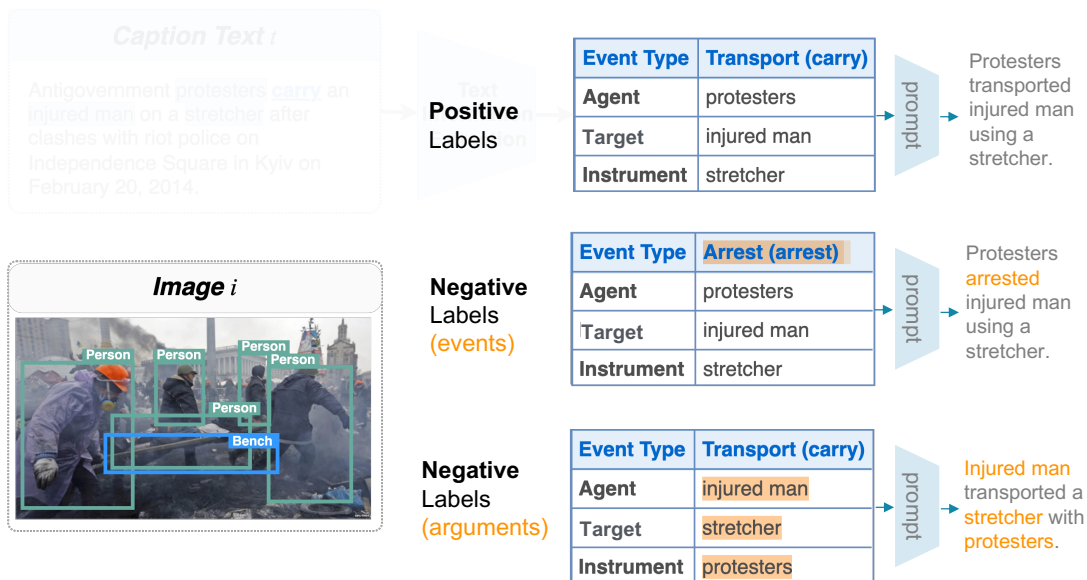 Caption Text t
Antigovernment protesters carry an
injured man on a stretcher after
clashes with riot police on
Independence Square in Kyiv on
February 20, 2014.
Text
Positive
Labels
Event Type Transport (carry)
Agent protesters
Target injured man
Instrument stretcher
prompt
Protesters
transported
injured man
using a
stretcher.
Image i
Person
Person
Person
Person
Person
Bench
Negative
Labels
(events)
Event Type Arrest (arrest)
Agent protesters
Target injured man
Instrument stretcher
prompt
Protesters
arrested
injured man
using a
stretcher.
Negative
Labels
(arguments)
Event Type Transport (carry)
Agent injured man
Target stretcher
Instrument protesters
prompt
Injured man
transported a
stretcher with
protesters.